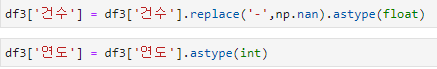 df3['건수'] = df3['건수'].replace('-',np.nan).astype(float)
df3['연도'] = df3['연도'].astype(int)